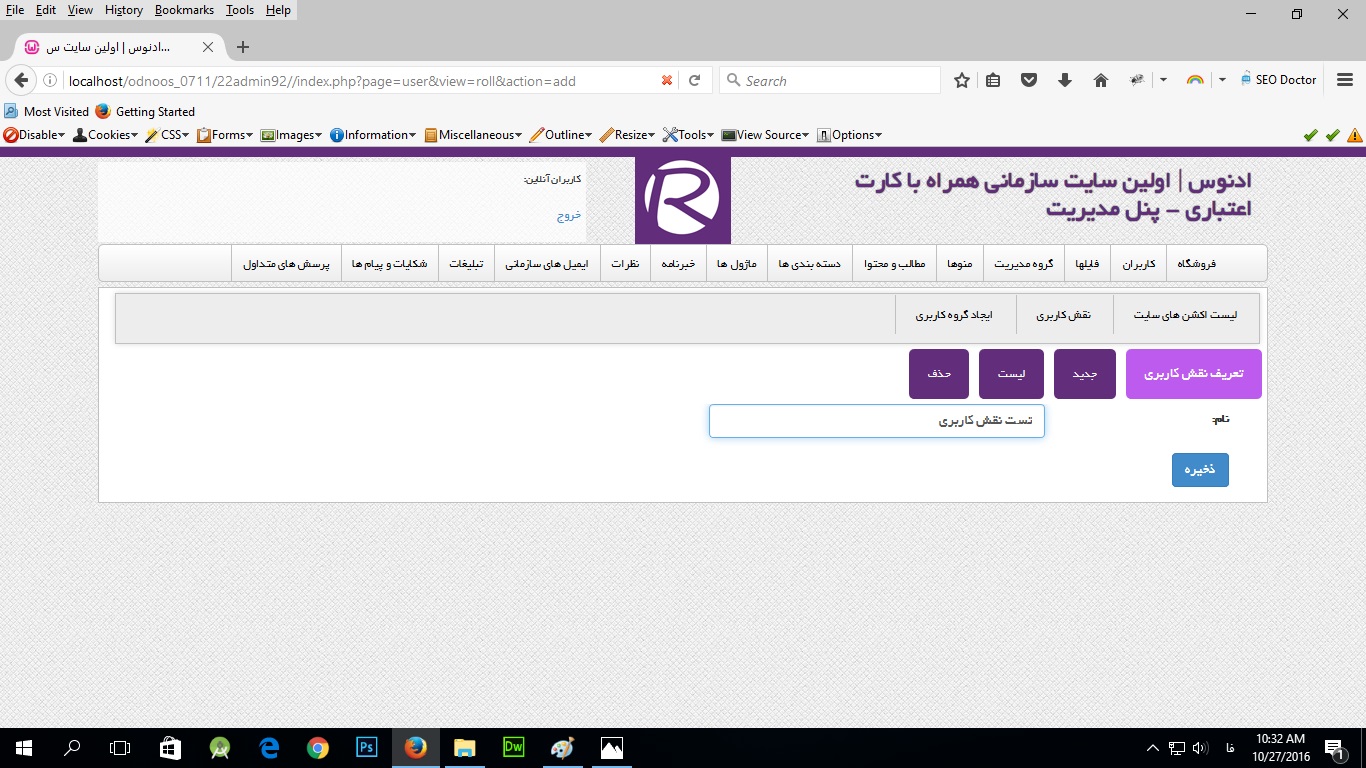 File Edit View History Bookmarks Tools Help
ادنوس | اولین سایت س...
localhost/odnoos_0711/22admin92//index.php?page=user&view=roll&action=add
Search
SEO Doctor
Most Visited Getting Started
Disable Cookies CSS Forms Images Information Miscellaneous Outline Resize Tools View Source Options
ادنوس | اولین سایت سازمانی همراه با کارت
اعتباری - پنل مدیریت
R
کاربران آنلاین:
خروج
فروشگاه کاربران فایلها گروه مدیریت منوها مطالب و محتوا دسته بندی ها ماژول ها خبرنامه نظرات ایمیل های سازمانی تبلیغات شکایات و پیام ها پرسش های متداول
لیست اکشن های سایت نقش کاربری ایجاد گروه کاربری
تعریف نقش کاربری جدید لیست حذف
نام: تست نقش کاربری
ذخیره
Ps Dw
فا
10:32 AM
10/27/2016
1